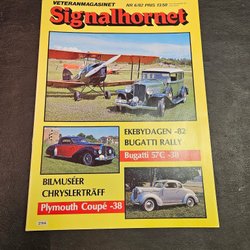 VETERANMAGASINET
NR 6/82 PRIS 13:50
Signalhornet
EKEBYDAGEN -82
BUGATTI RALLY
Bugatti 57C -38
BILMUSÉER
CHRYSLERTRÄFF
Plymouth Coupé -38